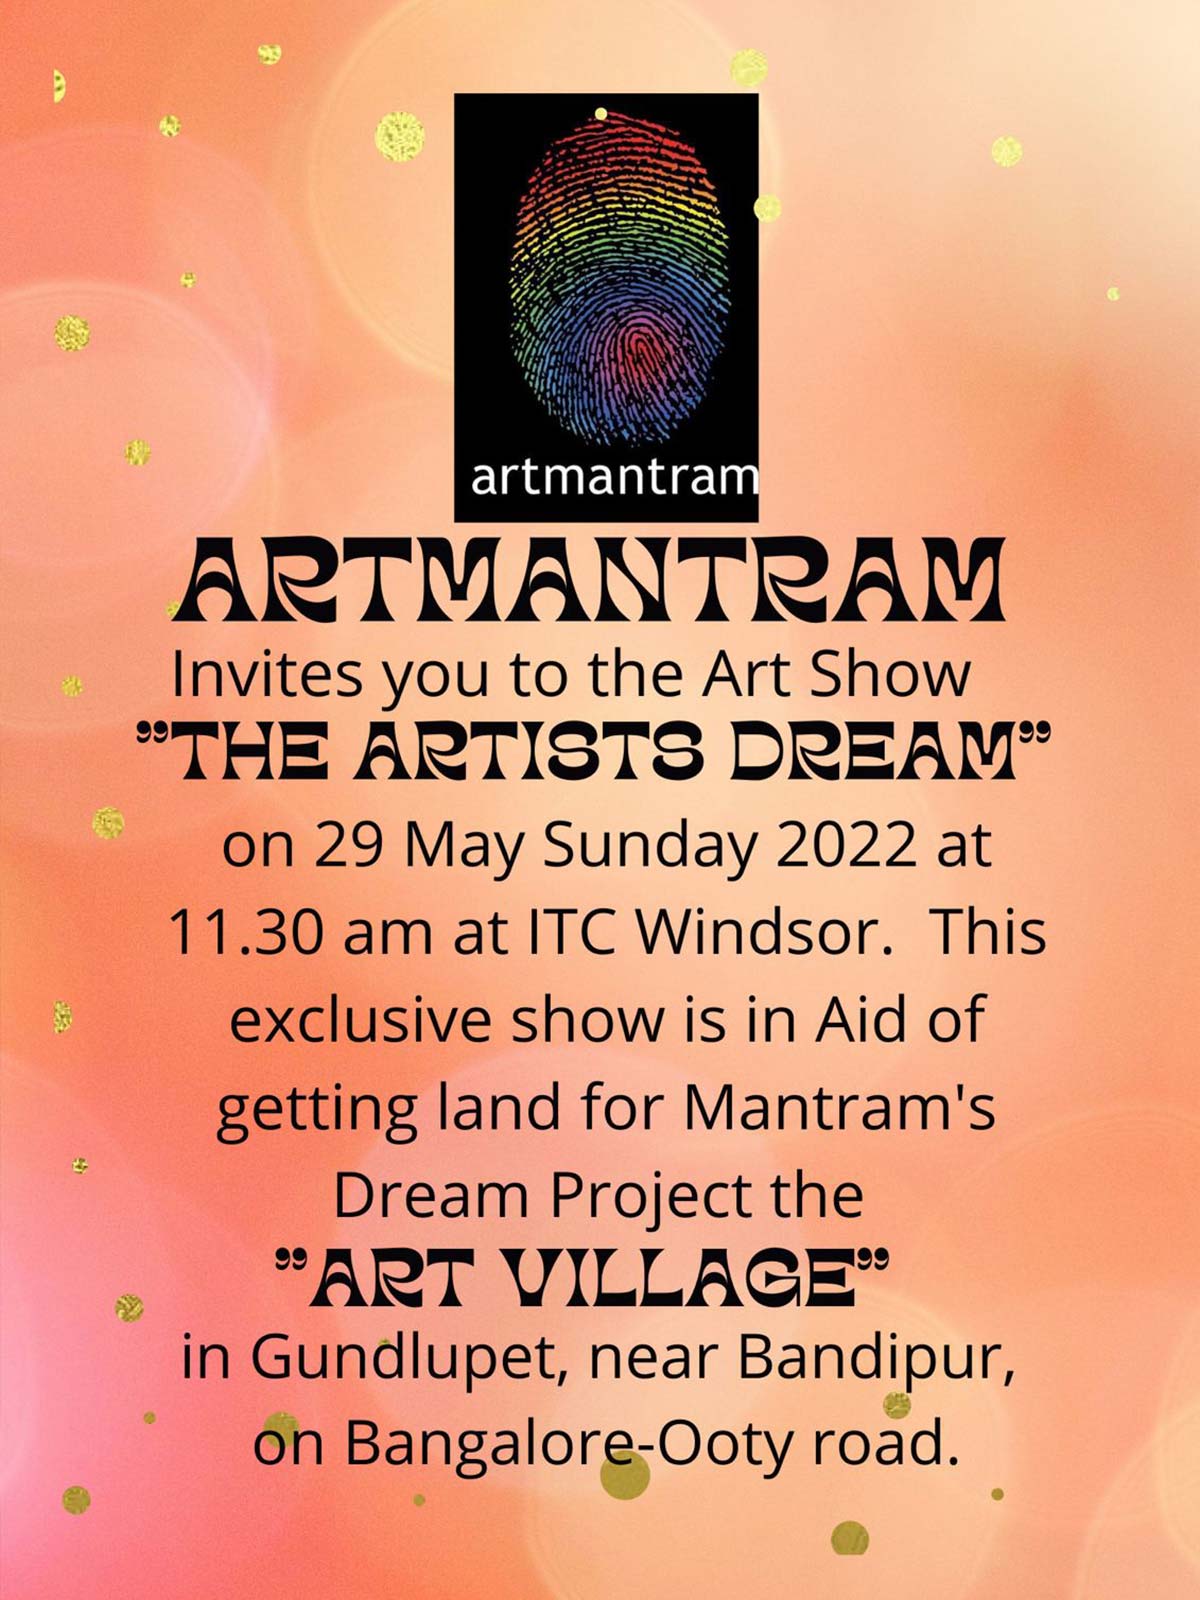 artmantram
ARTMANTRAM
Invites you to the Art Show
”THE ARTISTS DREAM”
on 29 May Sunday 2022 at
11.30 am at ITC Windsor.  This
exclusive show is in Aid of
getting land for Mantram's
Dream Project the
”ART VILLAGE”
in Gundlupet, near Bandipur,
on Bangalore-Ooty road.